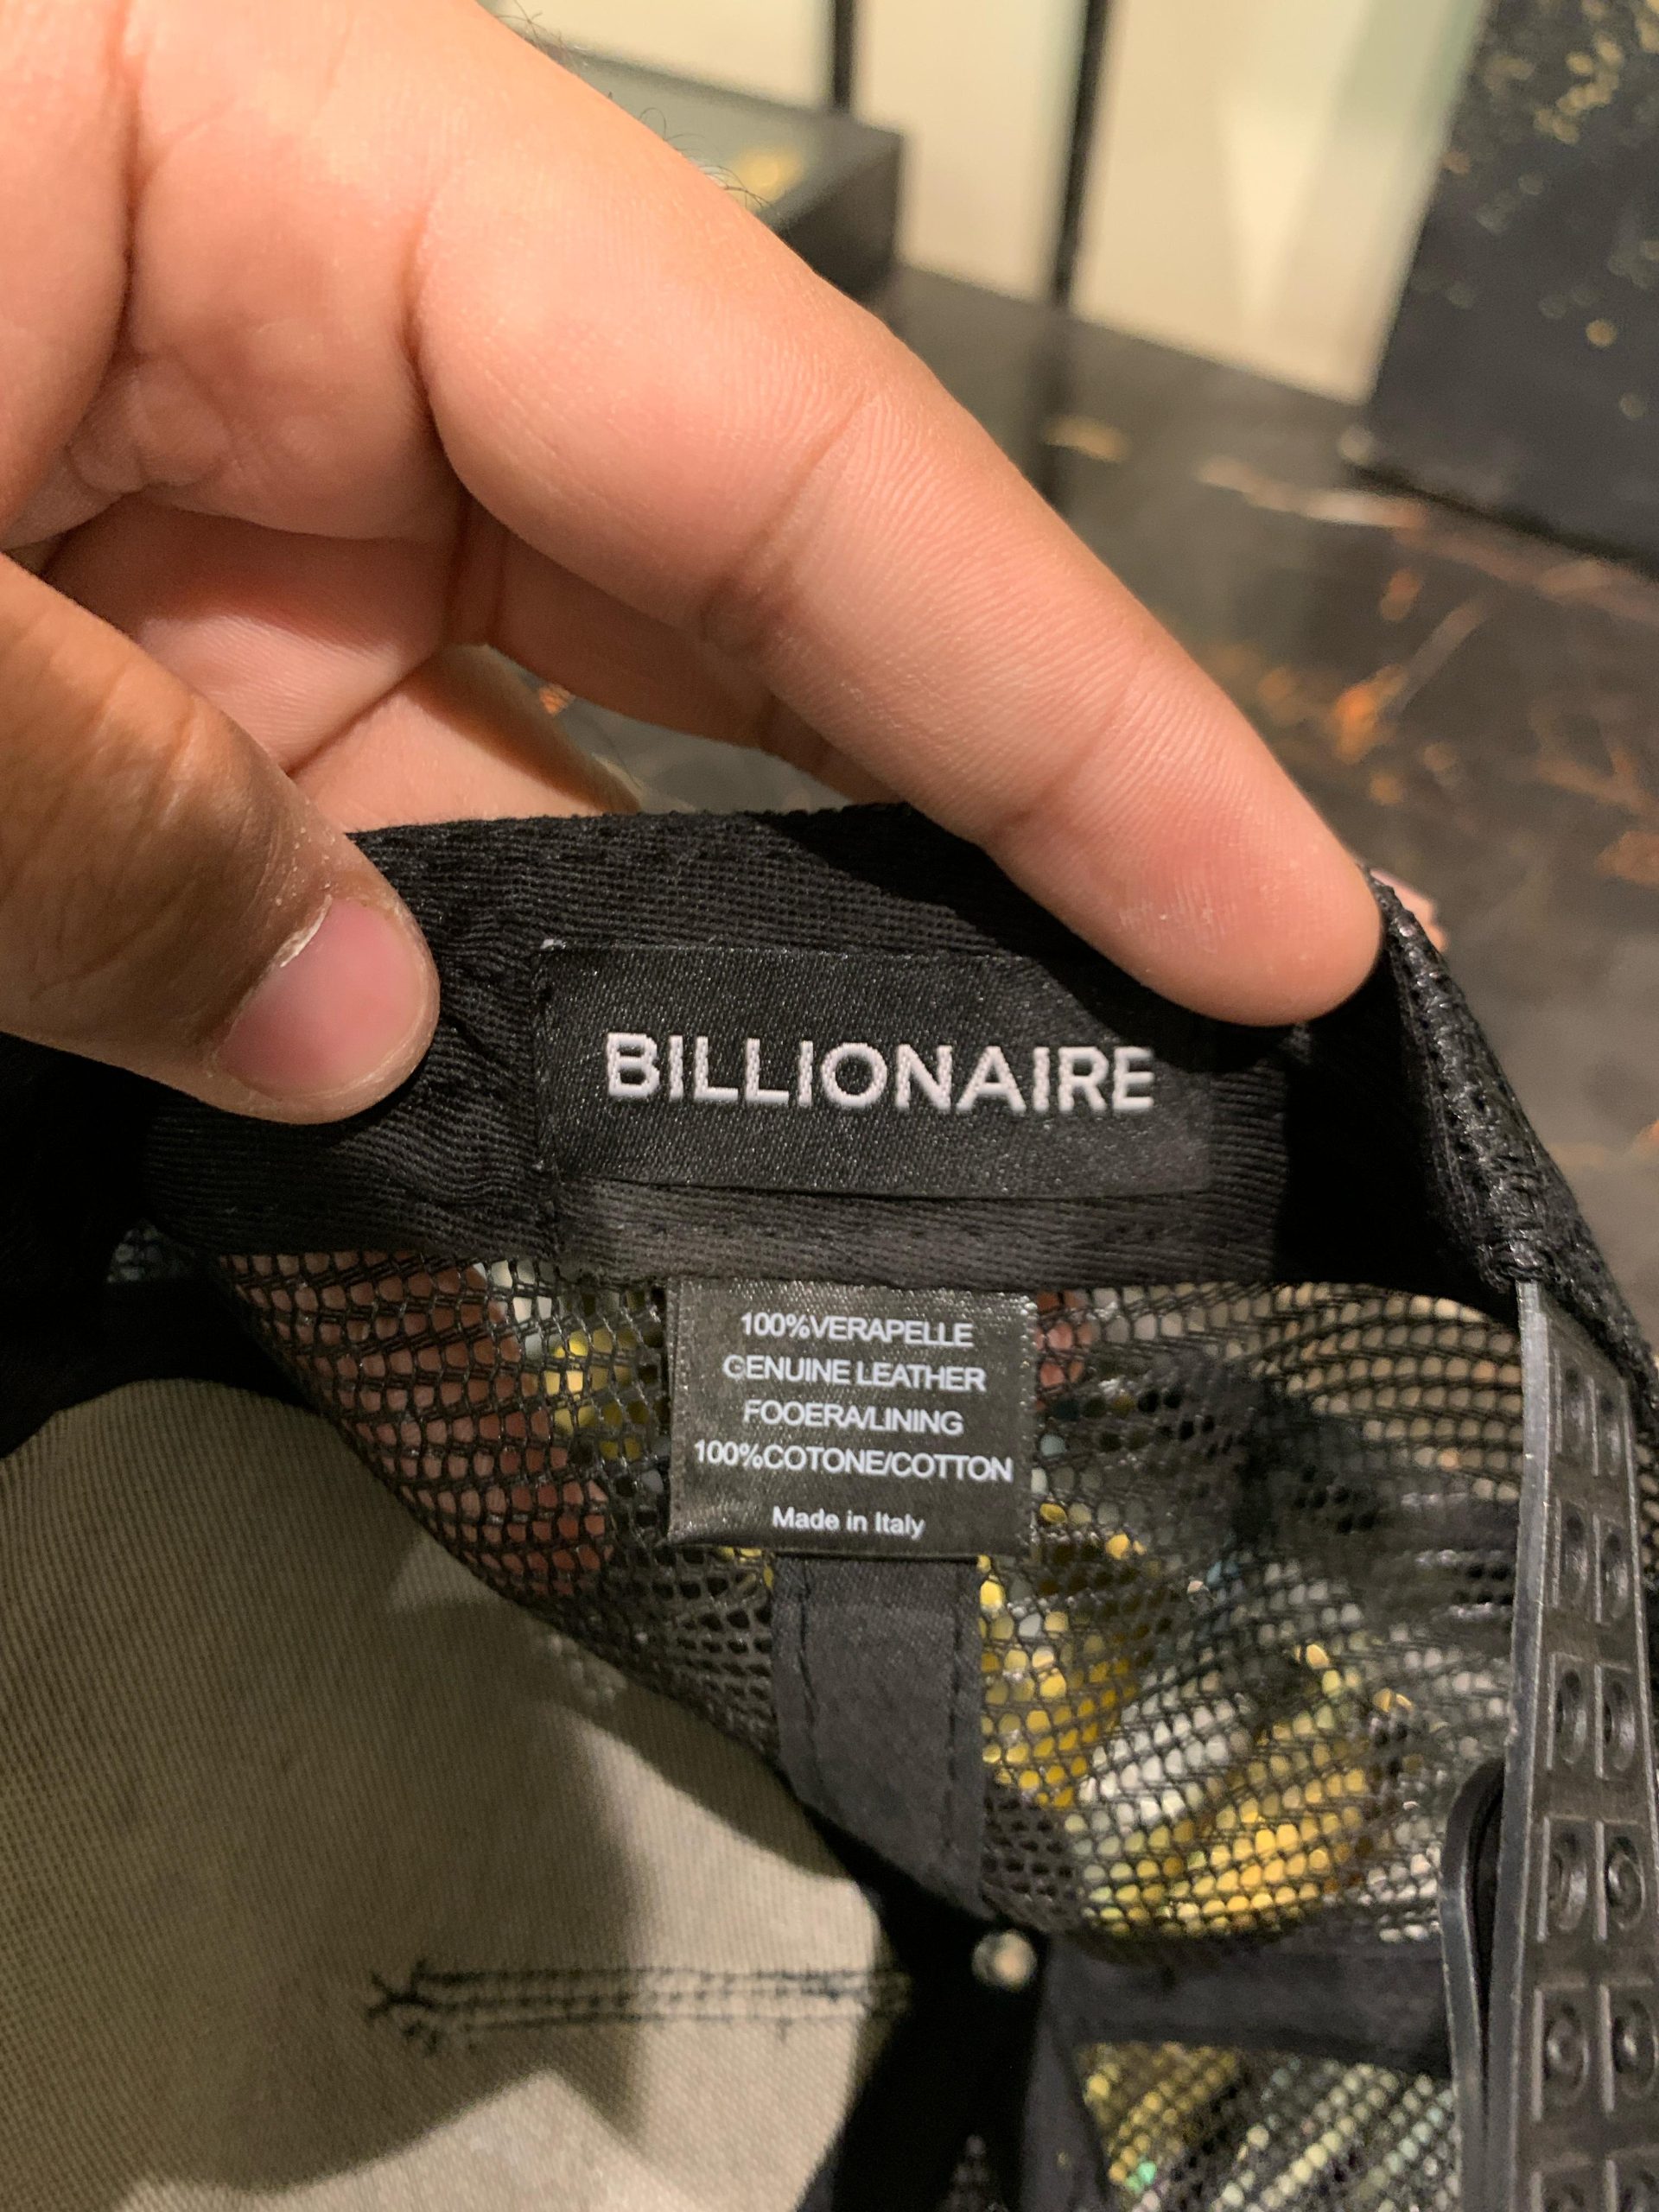 BILLIONAIRE
100%VERAPELLE
GENUINE LEATHER
FOOERA/LINING
100%COTONE/COTTON
Made in Italy